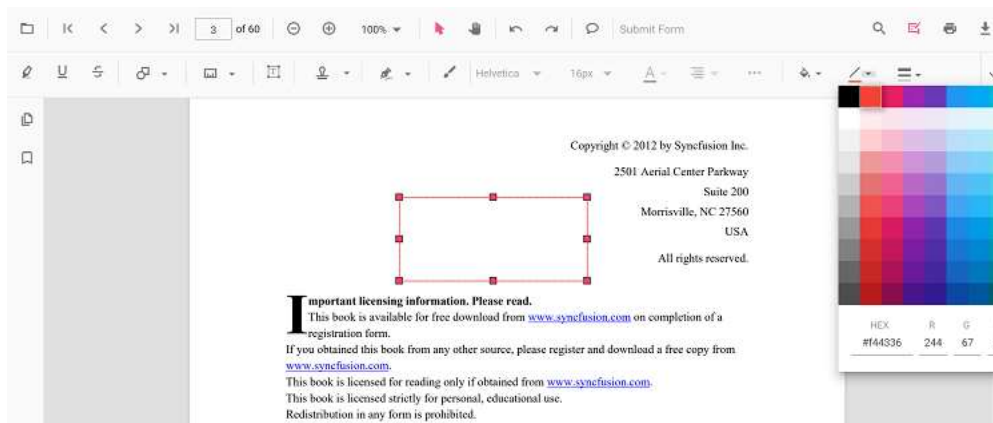 3 of 60 100% Submit Form
Helvetica 16px A
Copyright © 2012 by Syncfusion Inc.
2501 Aerial Center Parkway
Suite 200
Morrisville, NC 27560
USA
All rights reserved.
Important licensing information. Please read.
This book is available for free download from www.syncfusion.com on completion of a
registration form.
If you obtained this book from any other source, please register and download a free copy from
www.syncfusion.com.
This book is licensed for reading only if obtained from www.syncfusion.com.
This book is licensed strictly for personal, educational use.
Redistribution in any form is prohibited.
HEX R G
#f44336 244 67